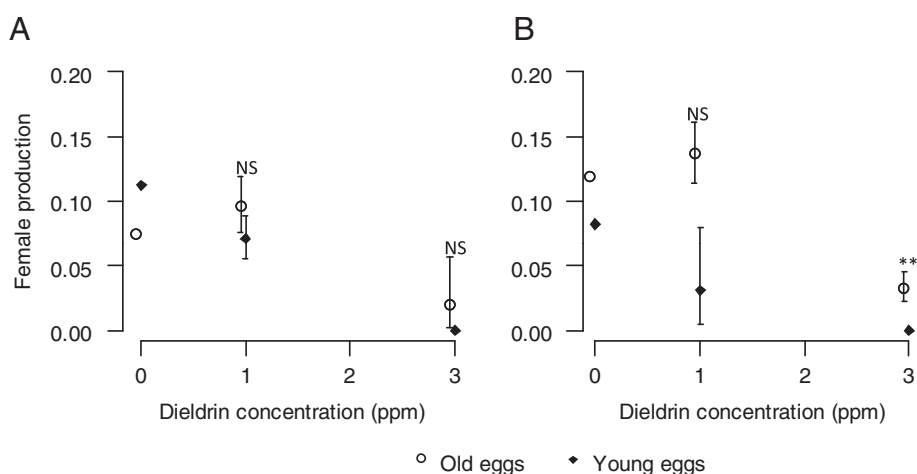 A
B
0.20
0.15
0.10
0.05
0.00
Female production
NS
NS
0 1 2 3
Dieldrin concentration (ppm)
0.20
0.15
0.10
0.05
0.00
NS
**
0 1 2 3
Dieldrin concentration (ppm)
Old eggs Young eggs